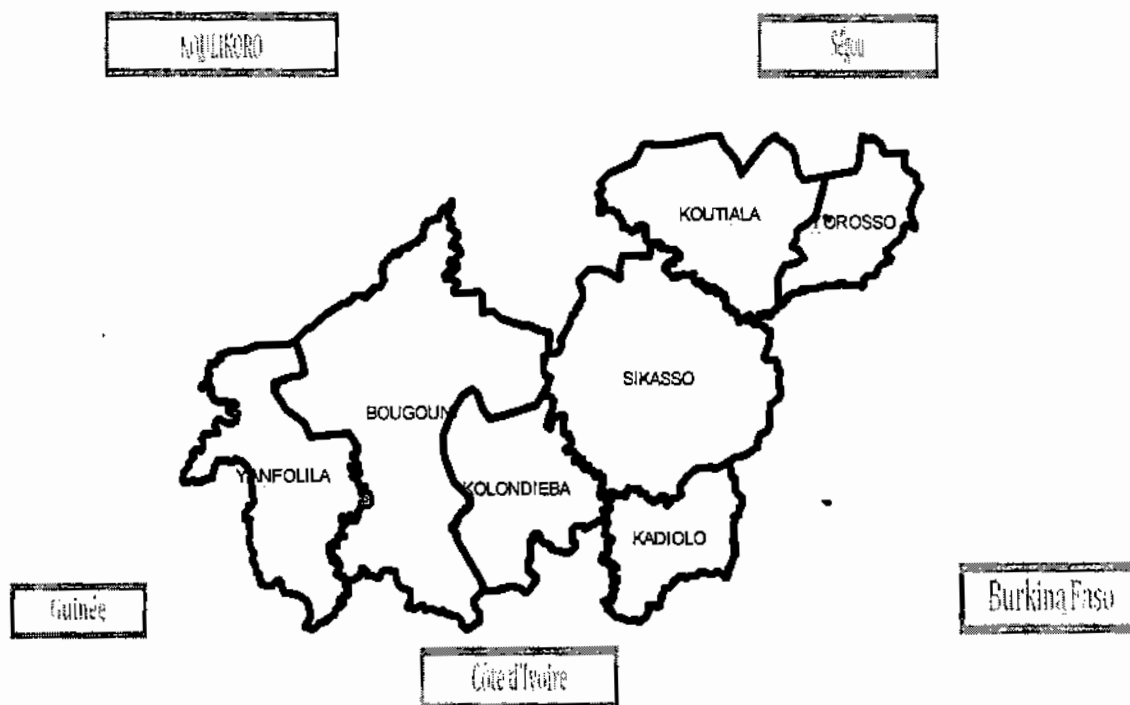 KOULIKORO
Ségou
KOUTIALA
YOROSSO
SIKASSO
BOUGOUNI
YANFOLILA
KOLONDIEBA
KADIOLO
Guinée
Burkina Faso
Côte d'Ivoire